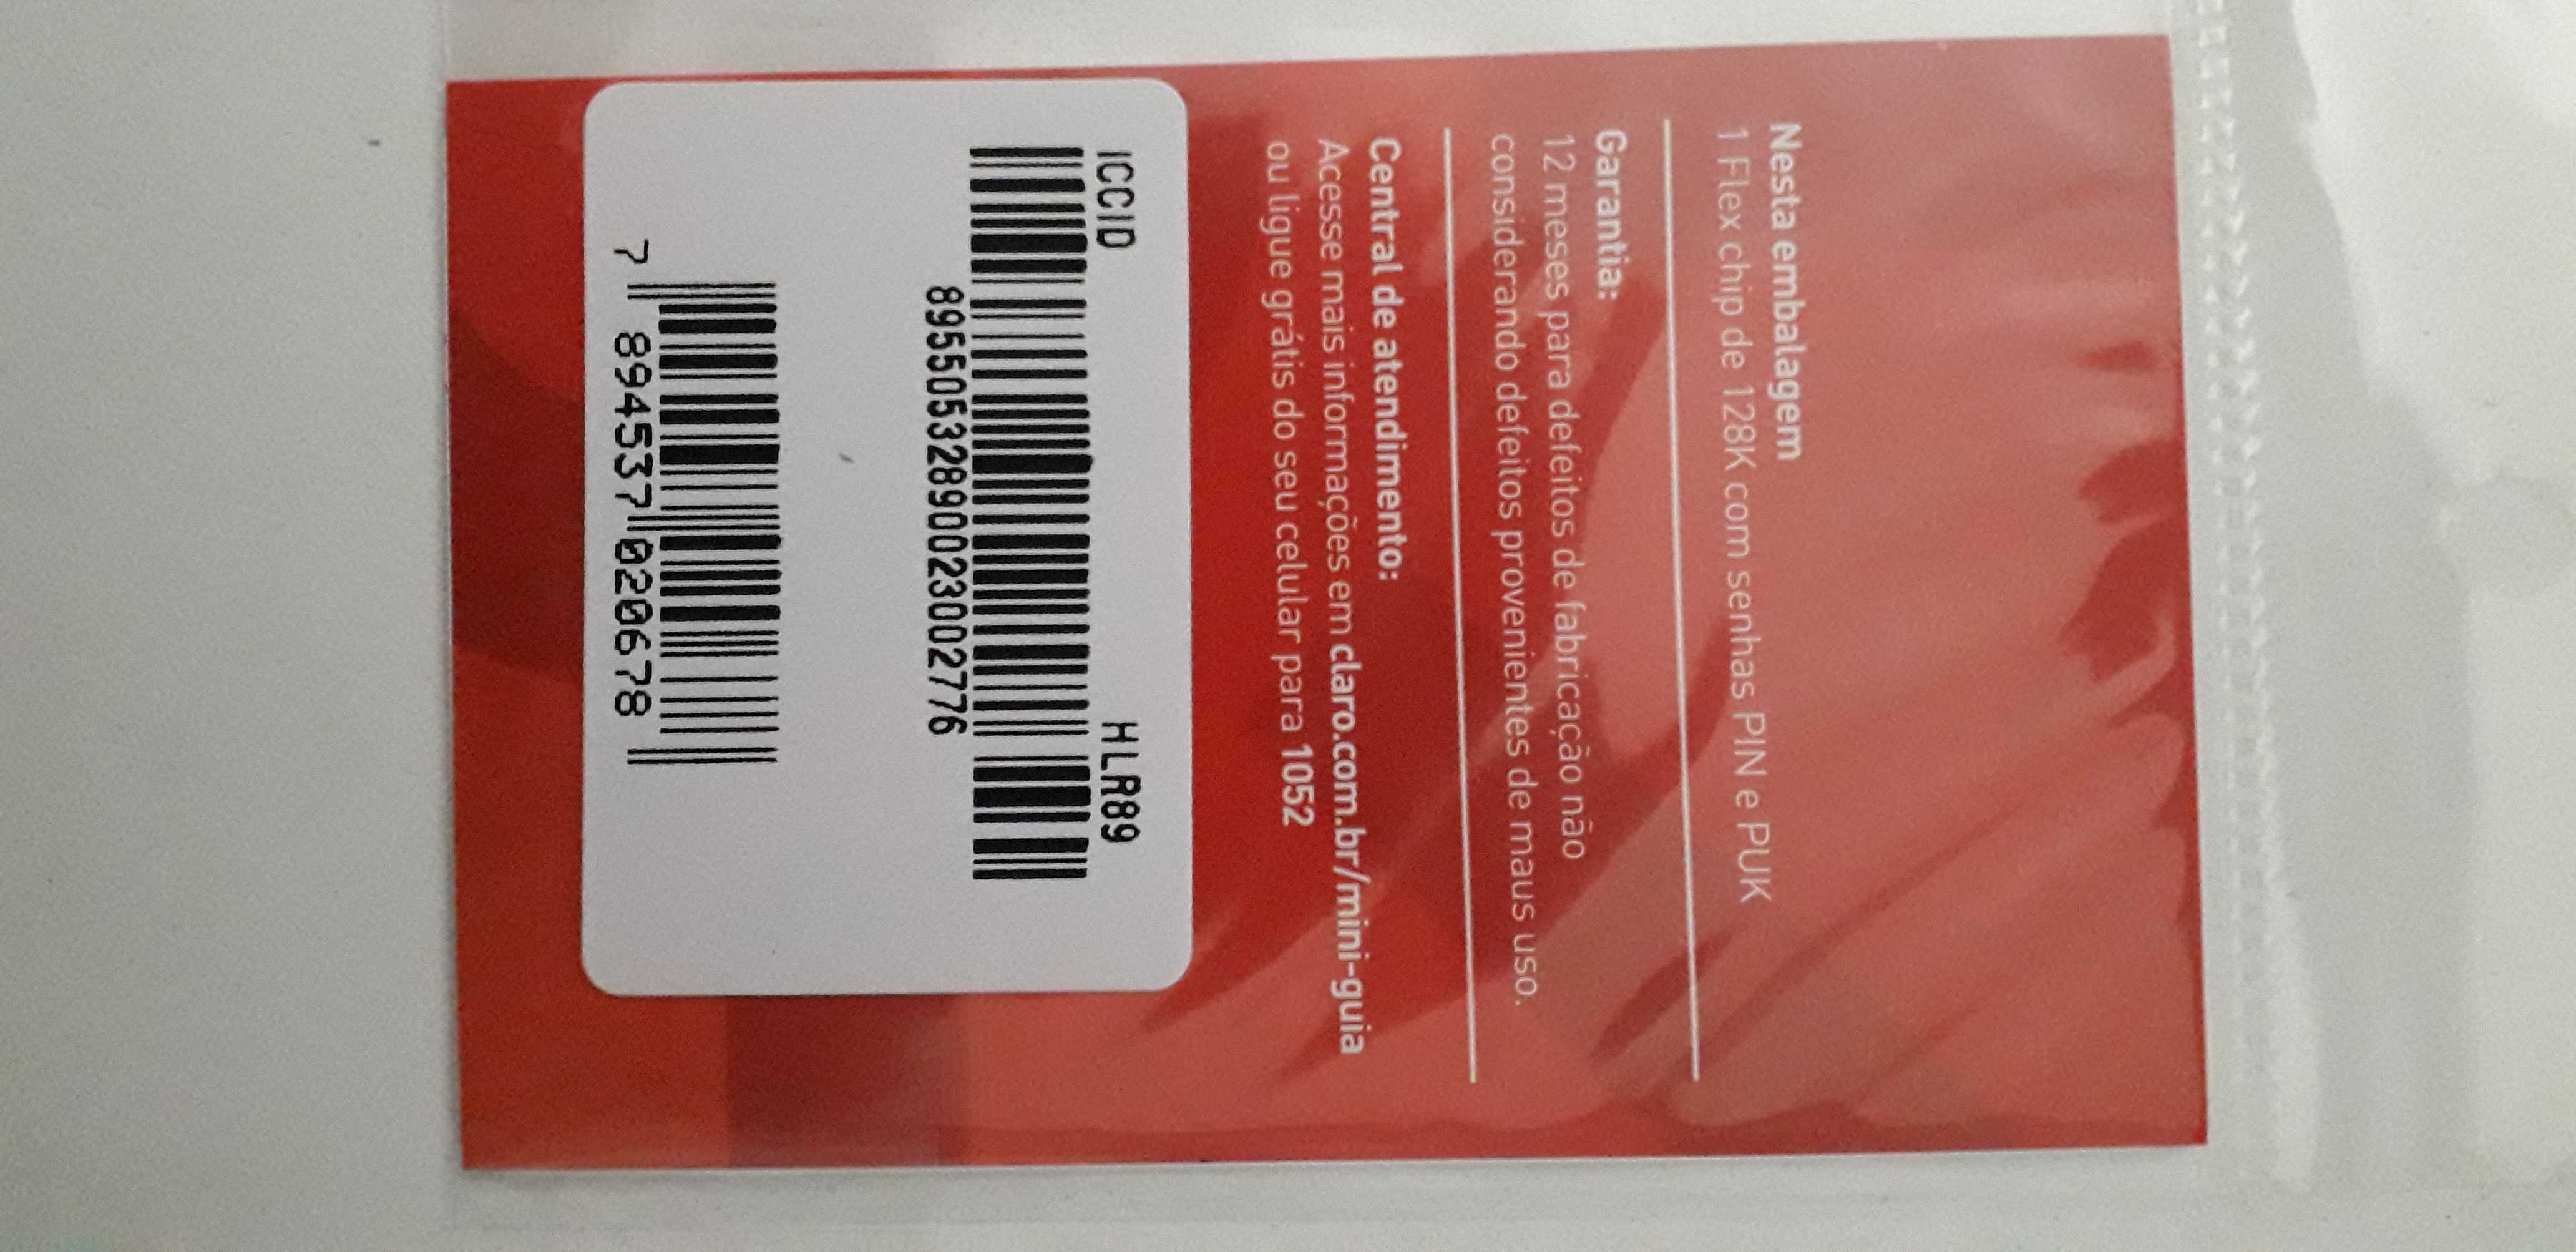 Nesta embalagem
1 Flex chip de 128K com senhas PIN e PUK
Garantia:
12 meses para defeitos de fabricação não
considerando defeitos provenientes de maus uso.
Central de atendimento:
Acesse mais informações em claro.com.br/mini-guia
ou ligue grátis do seu celular para 1052
ICCID HLR89
89550532890023002776
7 894537 020678